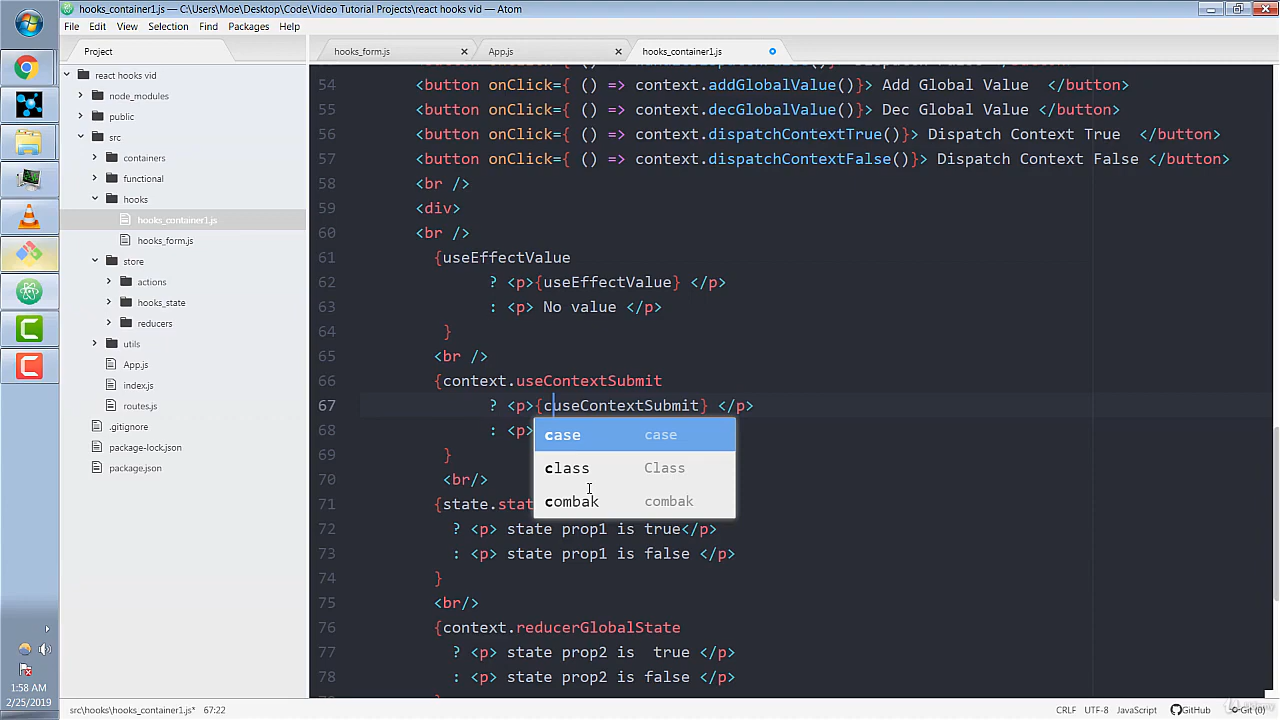 hooks_container1.js — C:\Users\Moe\Desktop\Code\Video Tutorial Projects\react hooks vid — Atom
File Edit View Selection Find Packages Help
Project
hooks_form.js
App.js
hooks_container1.js
react hooks vid
node_modules
public
src
containers
functional
hooks
hooks_container1.js
hooks_form.js
store
actions
hooks_state
reducers
utils
App.js
index.js
routes.js
.gitignore
package-lock.json
package.json
54 <button onClick={ () => context.addGlobalValue()}> Add Global Value </button>
55 <button onClick={ () => context.decGlobalValue()}> Dec Global Value </button>
56 <button onClick={ () => context.dispatchContextTrue()}> Dispatch Context True </button>
57 <button onClick={ () => context.dispatchContextFalse()}> Dispatch Context False </button>
58 <br />
59 <div>
60 <br />
61 {useEffectValue
62 ? <p>{useEffectValue} </p>
63 : <p> No value </p>
64 }
65 <br />
66 {context.useContextSubmit
67 ? <p>{cuseContextSubmit} </p>
68 : <p>
69 }
70 <br/>
71 {state.stat
72 ? <p> state prop1 is true</p>
73 : <p> state prop1 is false </p>
74 }
75 <br/>
76 {context.reducerGlobalState
77 ? <p> state prop2 is true </p>
78 : <p> state prop2 is false </p>
case case
class Class
combak combak
1:58 AM
2/25/2019
src\hooks\hooks_container1.js* 67:22
CRLF UTF-8 JavaScript GitHub Git (0)